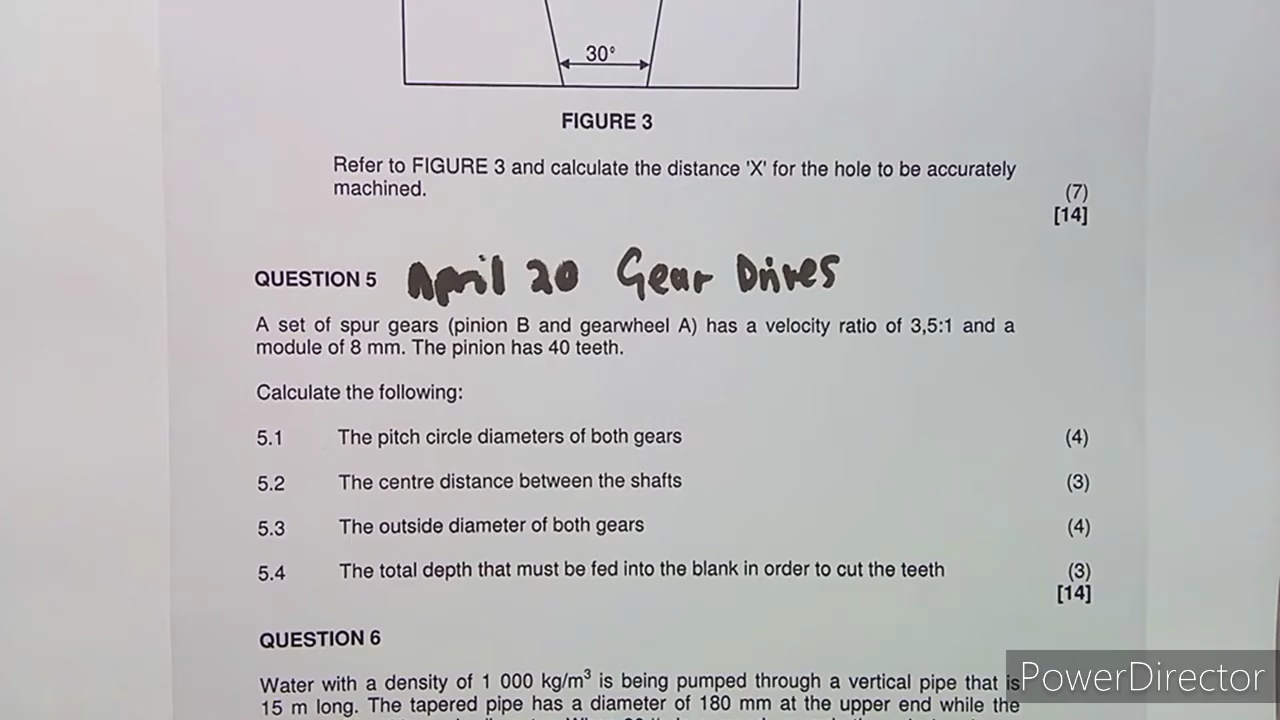 30°
FIGURE 3
Refer to FIGURE 3 and calculate the distance 'X' for the hole to be accurately
machined.
(7)
[14]
QUESTION 5 April 20 Gear Drives
A set of spur gears (pinion B and gearwheel A) has a velocity ratio of 3,5:1 and a
module of 8 mm. The pinion has 40 teeth.
Calculate the following:
5.1 The pitch circle diameters of both gears (4)
5.2 The centre distance between the shafts (3)
5.3 The outside diameter of both gears (4)
5.4 The total depth that must be fed into the blank in order to cut the teeth (3)
[14]
QUESTION 6
Water with a density of 1 000 kg/m³ is being pumped through a vertical pipe that is
15 m long. The tapered pipe has a diameter of 180 mm at the upper end while the
PowerDirector